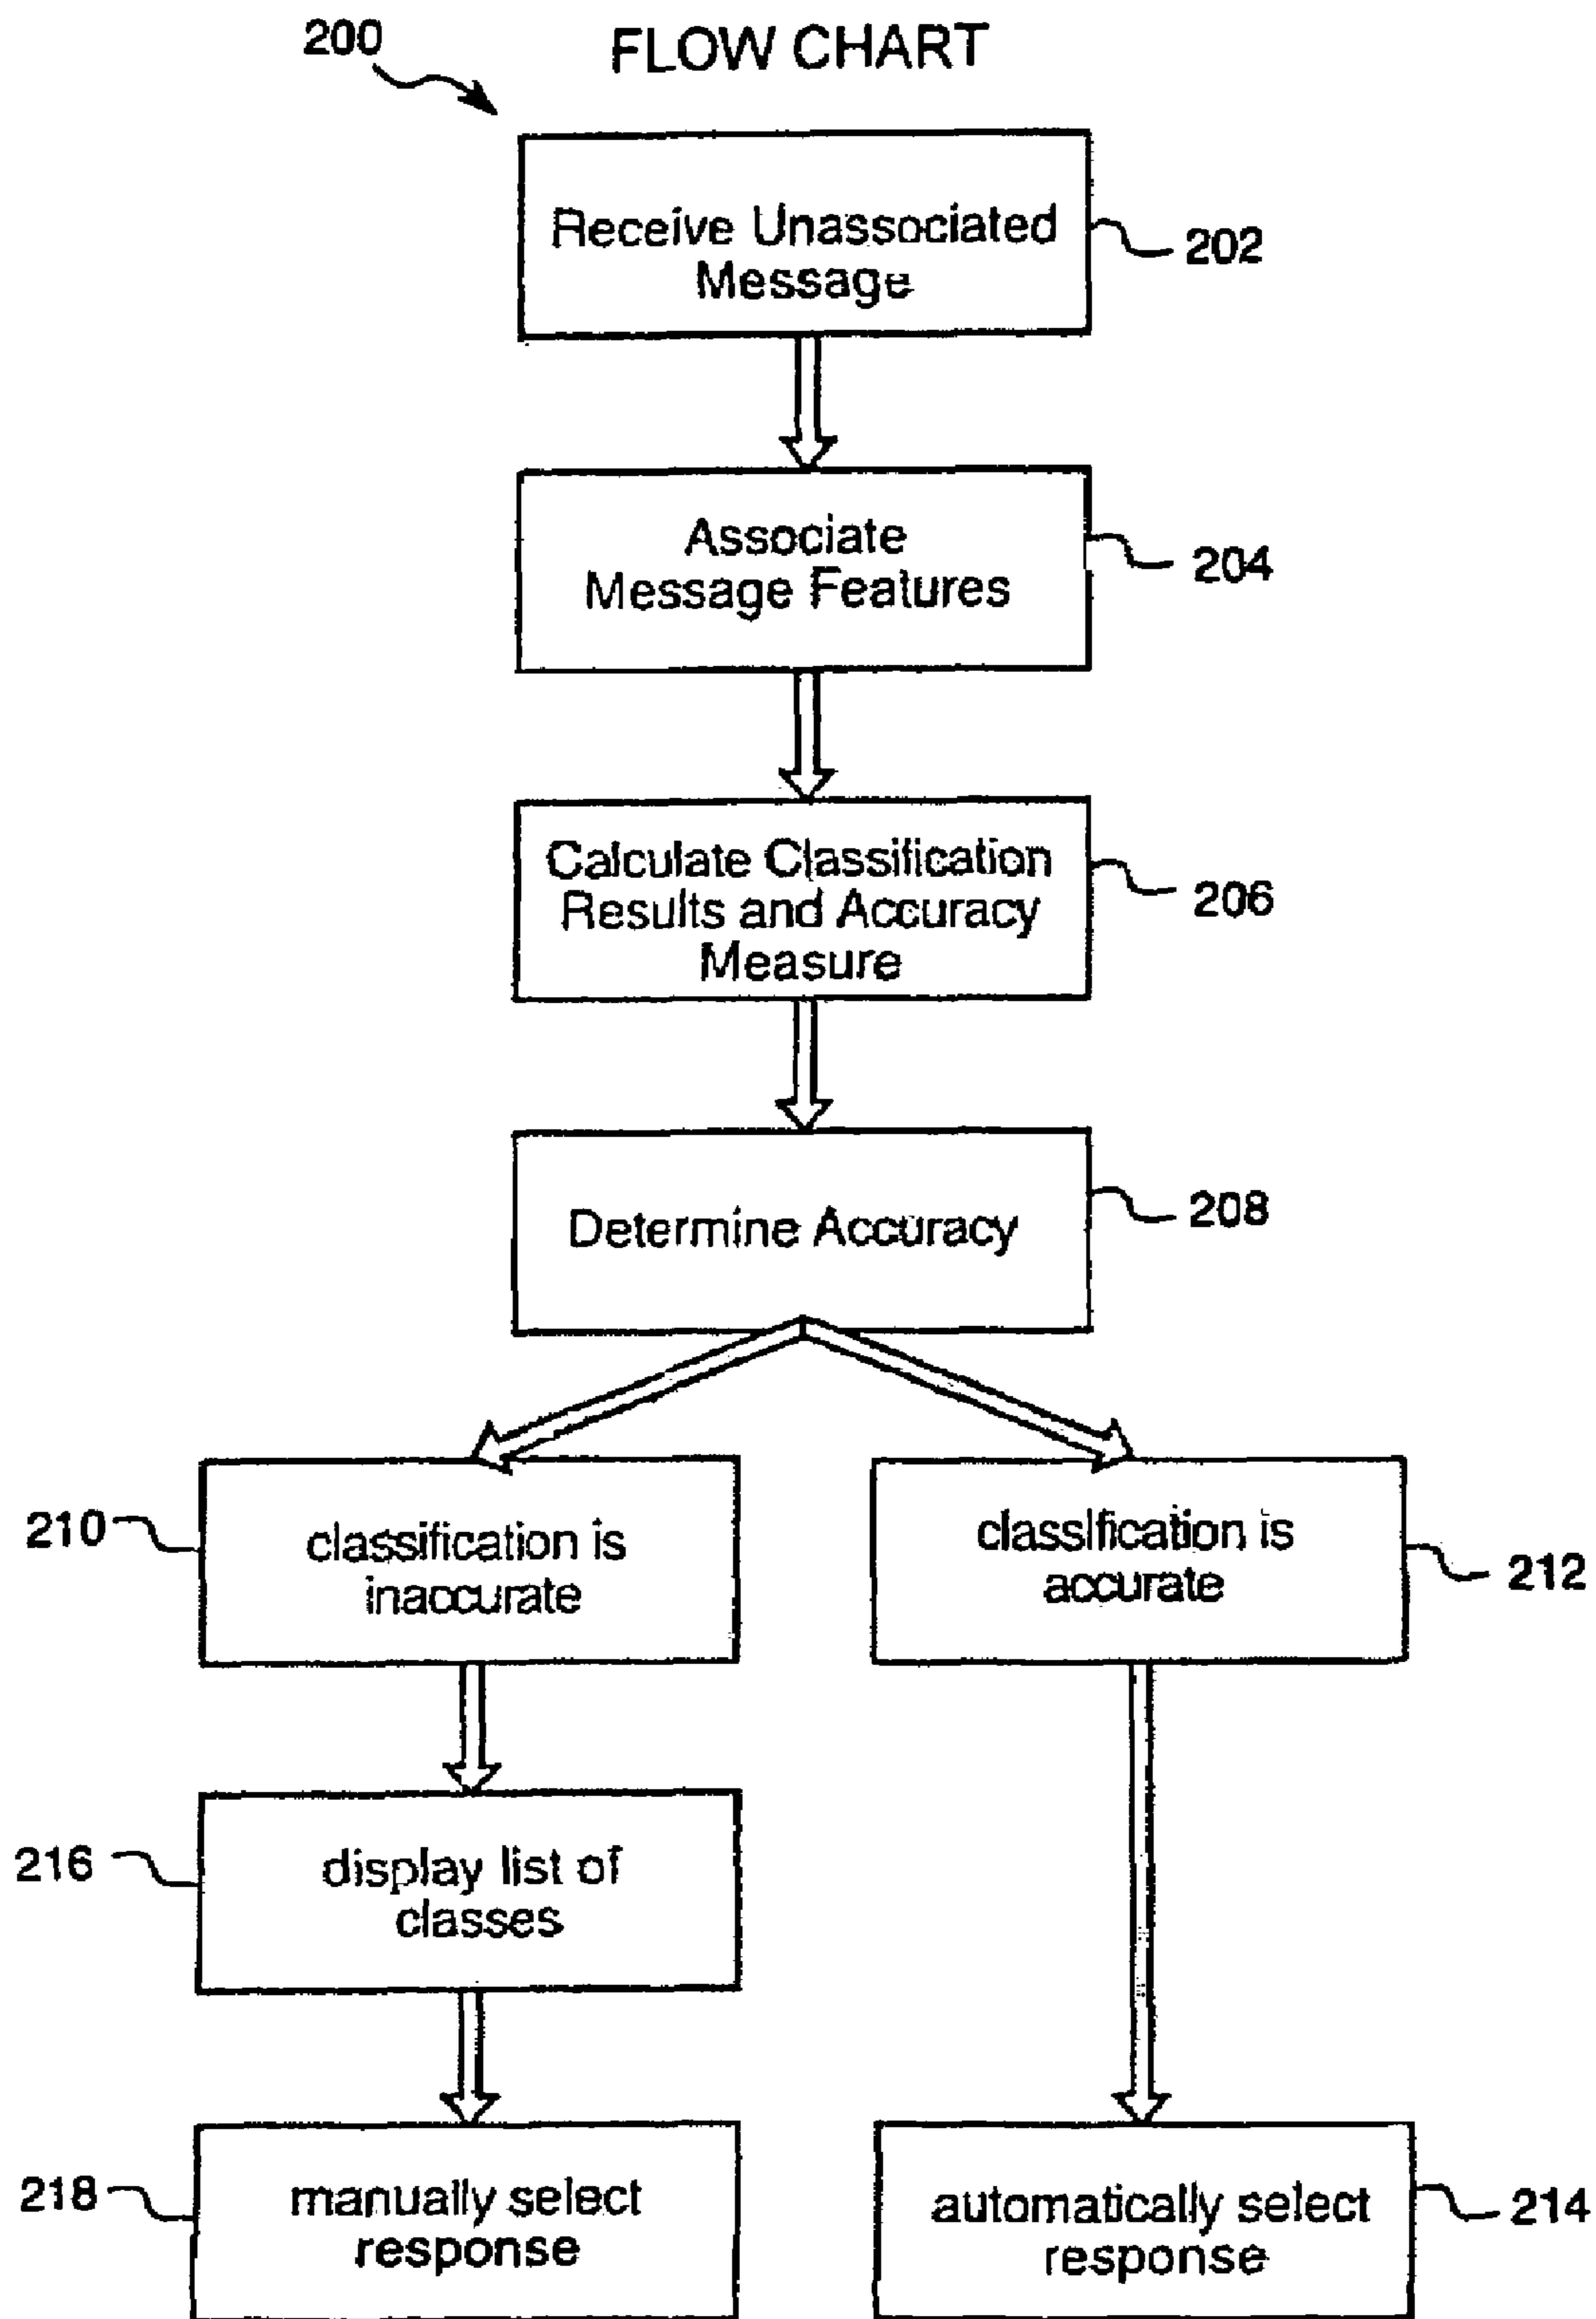 200
FLOW CHART
Receive Unassociated
Message
202
Associate
Message Features
204
Calculate Classification
Results and Accuracy
Measure
206
Determine Accuracy
208
210
classification is
inaccurate
classification is
accurate
212
216
display list of
classes
218
manually select
response
automatically select
response
214